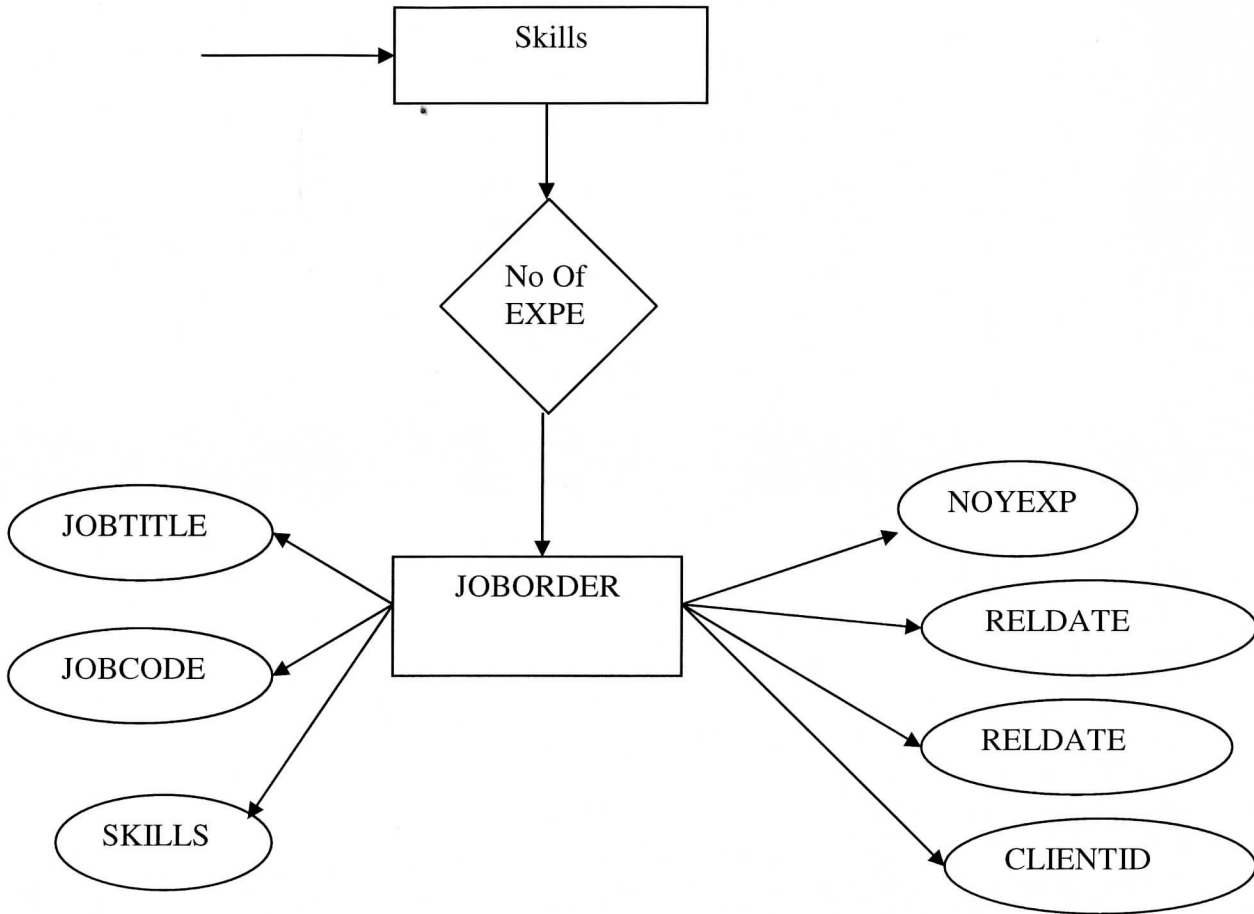 Skills
No Of
EXPE
JOBTITLE
NOYEXP
JOBORDER
RELDATE
JOBCODE
RELDATE
SKILLS
CLIENTID